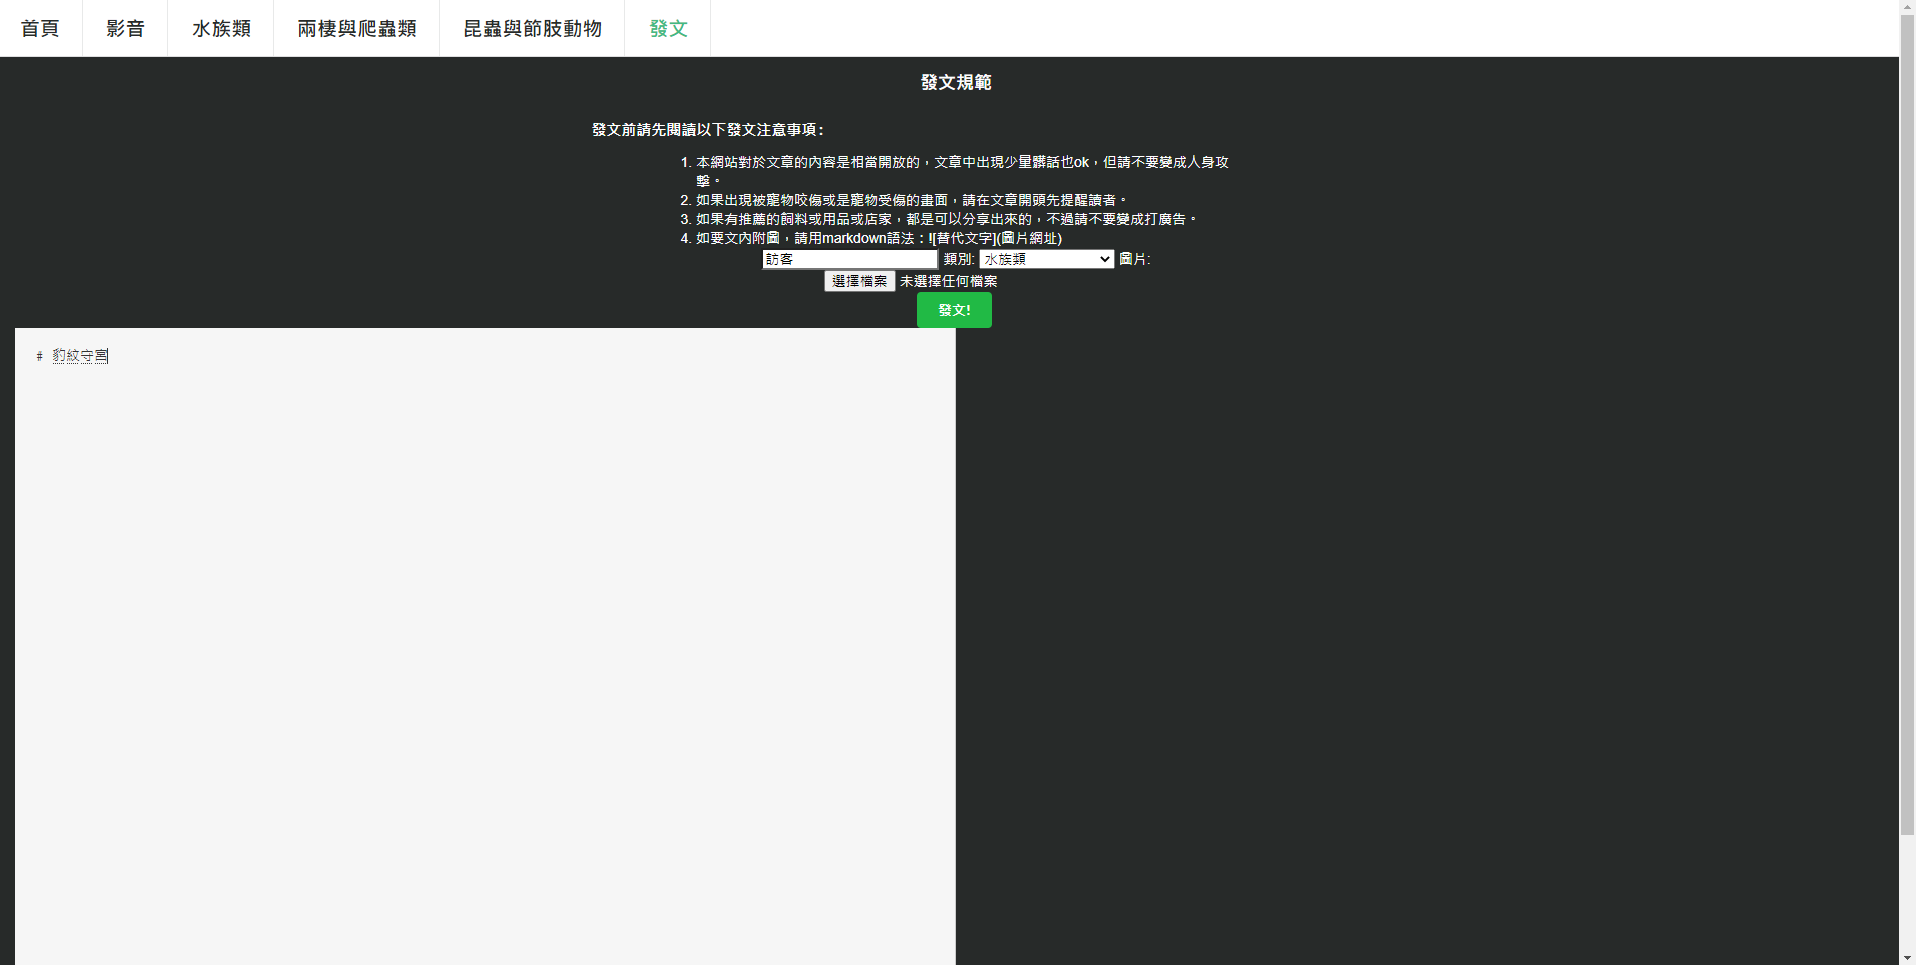 首頁 影音 水族類 兩棲與爬蟲類 昆蟲與節肢動物 發文
發文規範
發文前請先閱讀以下發文注意事項：
1. 本網站對於文章的內容是相當開放的，文章中出現少量髒話也ok，但請不要變成人身攻
擊。
2. 如果出現被寵物咬傷或是寵物受傷的畫面，請在文章開頭先提醒讀者。
3. 如果有推薦的飼料或用品或店家，都是可以分享出來的，不過請不要變成打廣告。
4. 如要文內附圖，請用markdown語法：![替代文字](圖片網址)
訪客 類別: 水族類 圖片:
選擇檔案 未選擇任何檔案
發文!
# 豹紋守宮